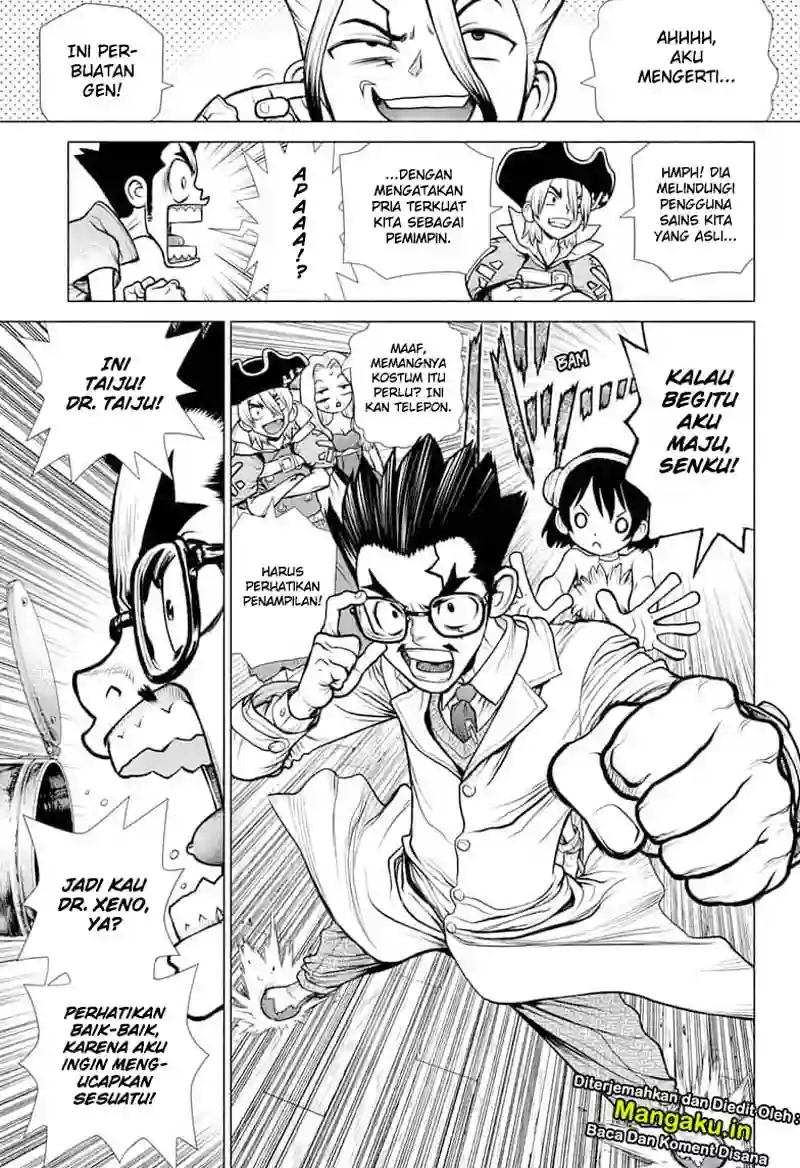 AHHHH,
AKU
MENGERTI...
INI PER-
BUATAN
GEN!
HMPH! DIA
MELINDUNGI
PENGGUNA
SAINS KITA
YANG ASLI...
...DENGAN
MENGATAKAN
PRIA TERKUAT
KITA SEBAGAI
PEMIMPIN.
APAAA!?
KALAU
BEGITU
AKU
MAJU,
SENKU!
BAM
MAAF,
MEMANGNYA
KOSTUM ITU
PERLU? INI
KAN TELEPON.
HARUS
PERHATIKAN
PENAMPILAN!
INI
TAIJU!
DR. TAIJU!
JADI KAU
DR. XENO,
YA?
PERHATIKAN
BAIK-BAIK,
KARENA AKU
INGIN MENG-
UCAPKAN
SESUATU!
Diterjemahkan dan Diedit Oleh :
Mangaku.in
Baca Dan Koment Disana